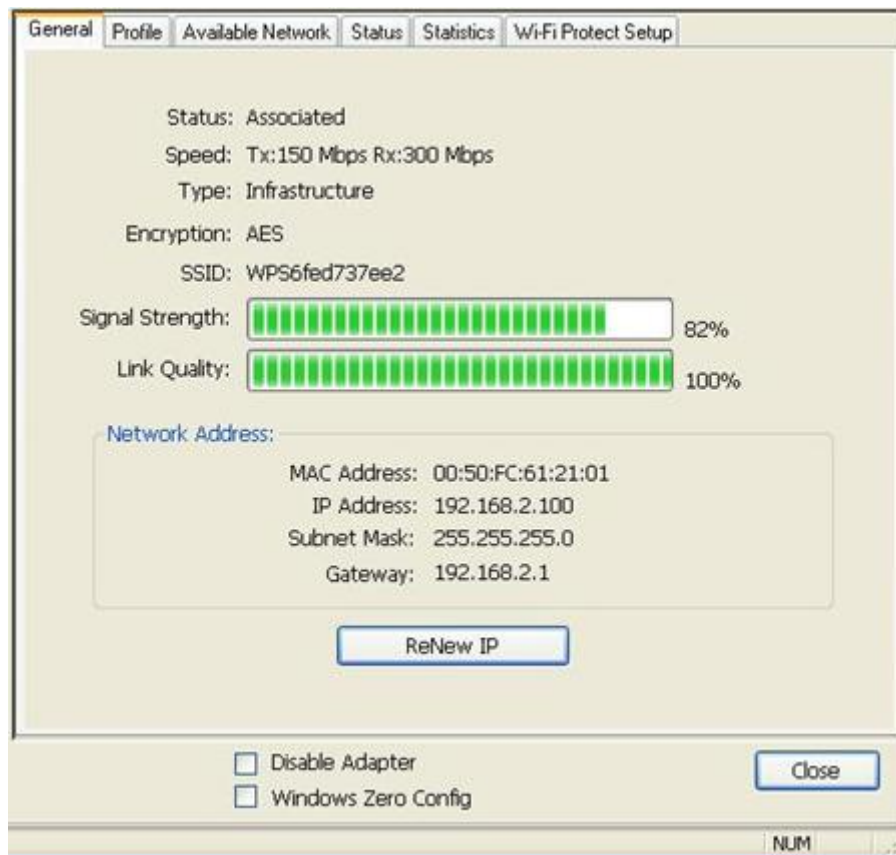 General Profile Available Network Status Statistics Wi-Fi Protect Setup
Status: Associated
Speed: Tx:150 Mbps Rx:300 Mbps
Type: Infrastructure
Encryption: AES
SSID: WPS6fed737ee2
Signal Strength: 82%
Link Quality: 100%
Network Address:
MAC Address: 00:50:FC:61:21:01
IP Address: 192.168.2.100
Subnet Mask: 255.255.255.0
Gateway: 192.168.2.1
ReNew IP
Disable Adapter
Close
Windows Zero Config
NUM